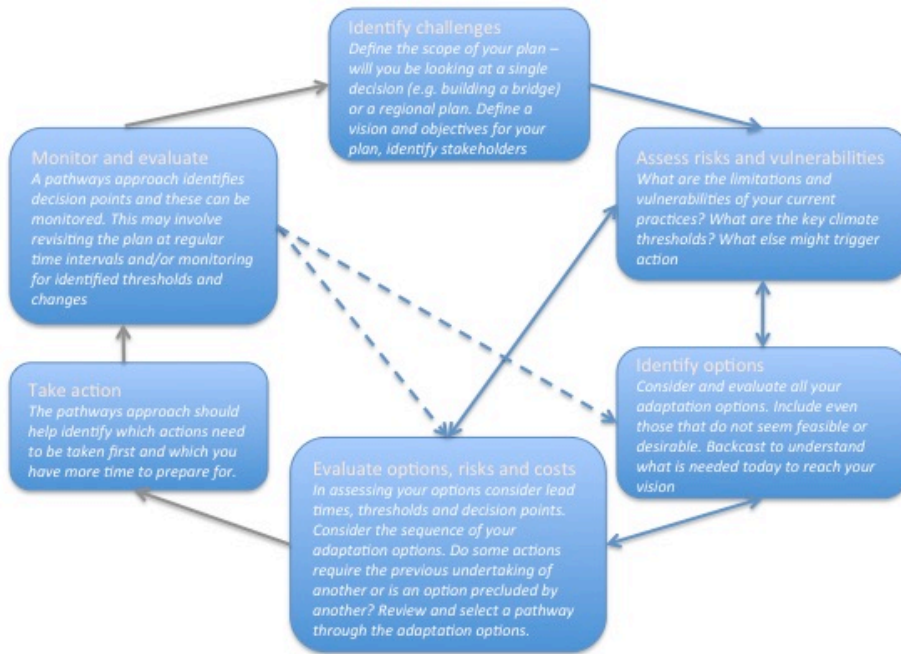 Identify challenges
Define the scope of your plan –
will you be looking at a single
decision (e.g. building a bridge)
or a regional plan. Define a
vision and objectives for your
plan, identify stakeholders
Assess risks and vulnerabilities
What are the limitations and
vulnerabilities of your current
practices? What are the key climate
thresholds? What else might trigger
action
Identify options
Consider and evaluate all your
adaptation options. Include even
those that do not seem feasible or
desirable. Backcast to understand
what is needed today to reach your
vision
Evaluate options, risks and costs
In assessing your options consider lead
times, thresholds and decision points.
Consider the sequence of your
adaptation options. Do some actions
require the previous undertaking of
another or is an option precluded by
another? Review and select a pathway
through the adaptation options.
Take action
The pathways approach should
help identify which actions need
to be taken first and which you
have more time to prepare for.
Monitor and evaluate
A pathways approach identifies
decision points and these can be
monitored. This may involve
revisiting the plan at regular
time intervals and/or monitoring
for identified thresholds and
changes